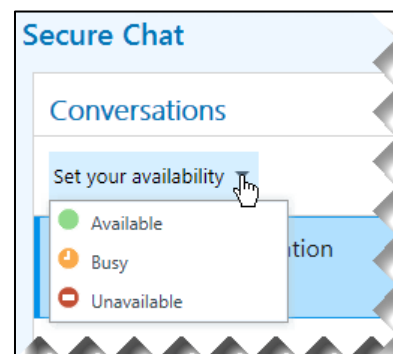 Secure Chat
Conversations
Set your availability
Available
Busy
Unavailable